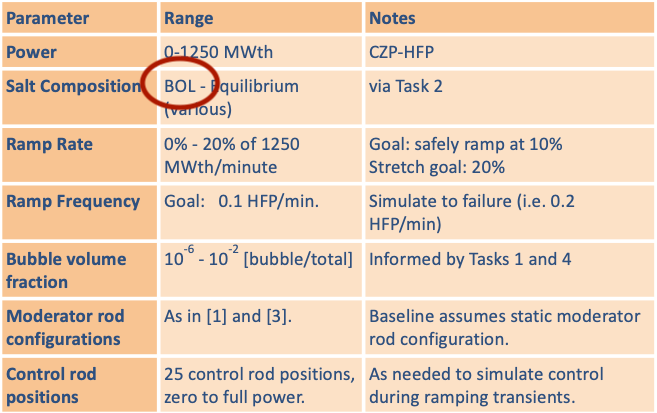 Parameter Range Notes
Power 0-1250 MWth CZP-HFP
Salt Composition BOL - Equilibrium via Task 2
(various)
Ramp Rate 0% - 20% of 1250 Goal: safely ramp at 10%
MWth/minute Stretch goal: 20%
Ramp Frequency Goal: 0.1 HFP/min. Simulate to failure (i.e. 0.2
HFP/min)
Bubble volume 10^-6 - 10^-2 [bubble/total] Informed by Tasks 1 and 4
fraction
Moderator rod As in [1] and [3]. Baseline assumes static moderator
configurations rod configuration.
Control rod 25 control rod positions, As needed to simulate control
positions zero to full power. during ramping transients.